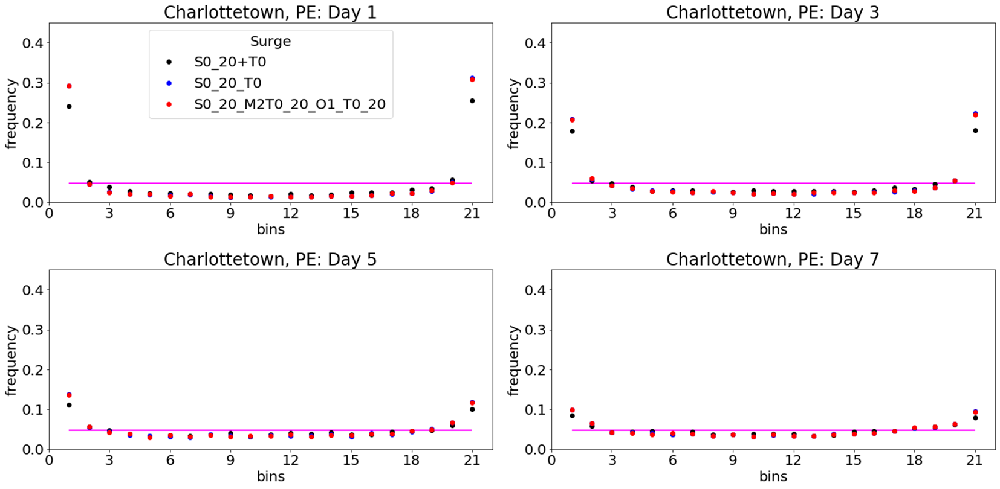 Charlottetown, PE: Day 1
frequency
0.4
0.3
0.2
0.1
0.0
Surge
S0_20+T0
S0_20_T0
S0_20_M2T0_20_O1_T0_20
0 3 6 9 12 15 18 21
bins
Charlottetown, PE: Day 3
frequency
0.4
0.3
0.2
0.1
0.0
0 3 6 9 12 15 18 21
bins
Charlottetown, PE: Day 5
frequency
0.4
0.3
0.2
0.1
0.0
0 3 6 9 12 15 18 21
bins
Charlottetown, PE: Day 7
frequency
0.4
0.3
0.2
0.1
0.0
0 3 6 9 12 15 18 21
bins